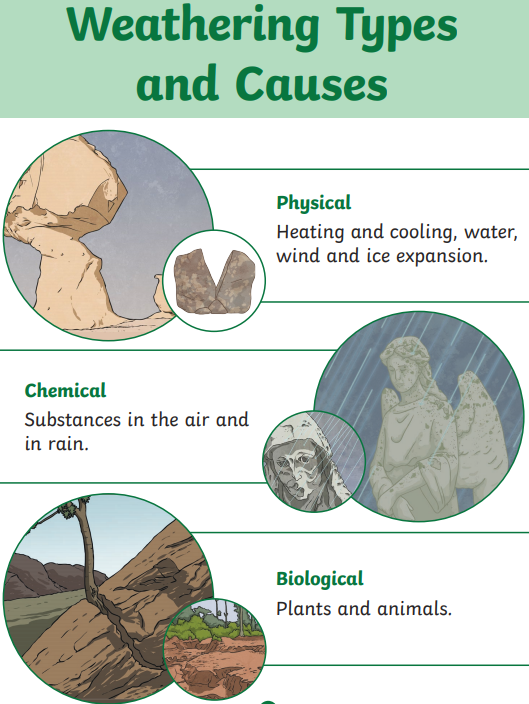 Weathering Types
and Causes
Physical
Heating and cooling, water,
wind and ice expansion.
Chemical
Substances in the air and
in rain.
Biological
Plants and animals.